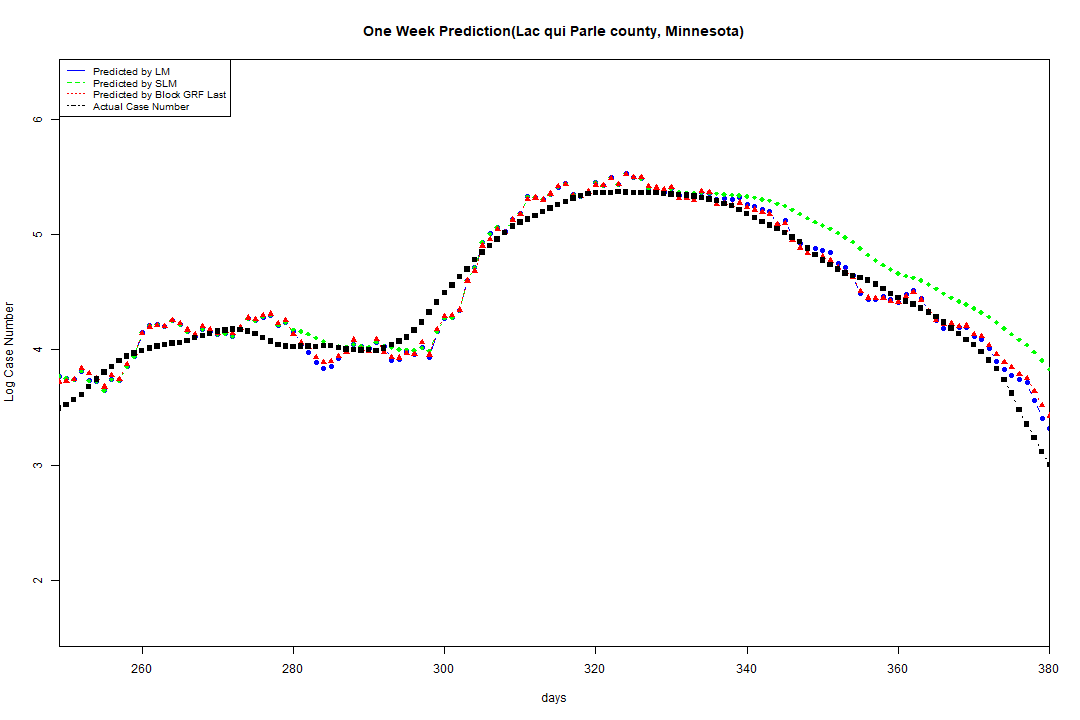 One Week Prediction(Lac qui Parle county, Minnesota)
Predicted by LM
Predicted by SLM
Predicted by Block GRF Last
Actual Case Number
Log Case Number
6
5
4
3
2
260 280 300 320 340 360 380
days